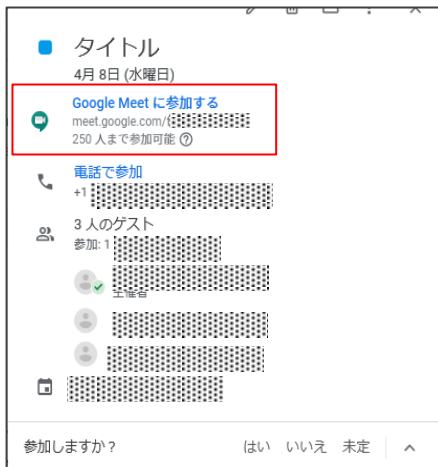 タイトル
4月 8日 (水曜日)
Google Meet に参加する
meet.google.com/
250 人まで参加可能
電話で参加
+1
3 人のゲスト
参加: 1
主催者
参加しますか？
はい いいえ 未定